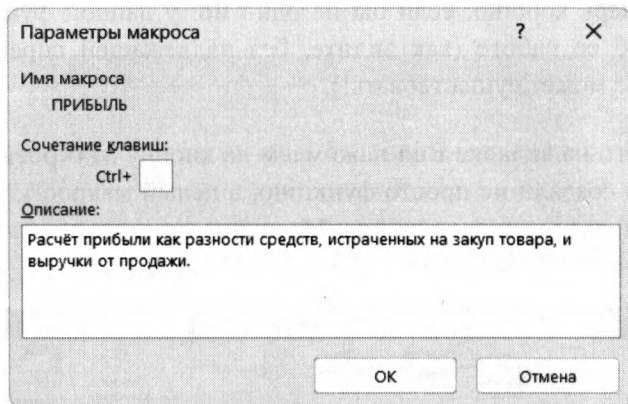 Параметры макроса ? ×
Имя макроса
ПРИБЫЛЬ
Сочетание клавиш:
Ctrl+
Описание:
Расчёт прибыли как разности средств, истраченных на закуп товара, и
выручки от продажи.
ОК Отмена